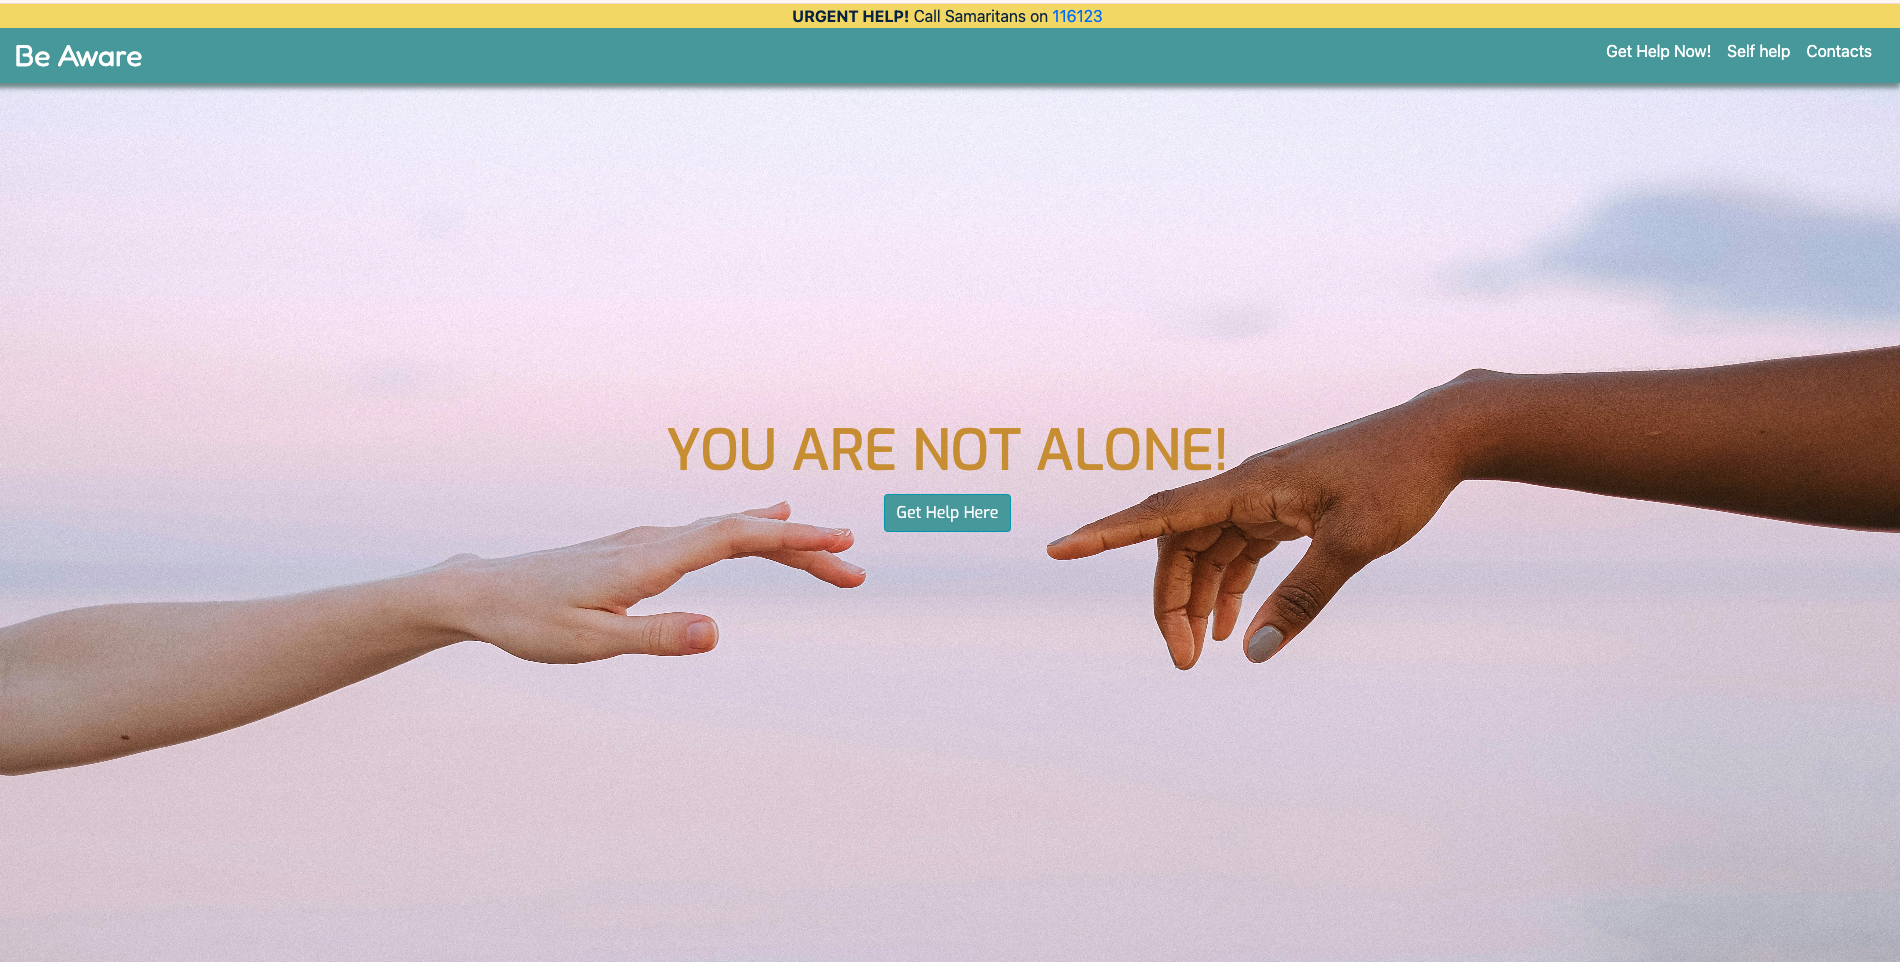 URGENT HELP! Call Samaritans on 116123
Be Aware
Get Help Now! Self help Contacts
YOU ARE NOT ALONE!
Get Help Here